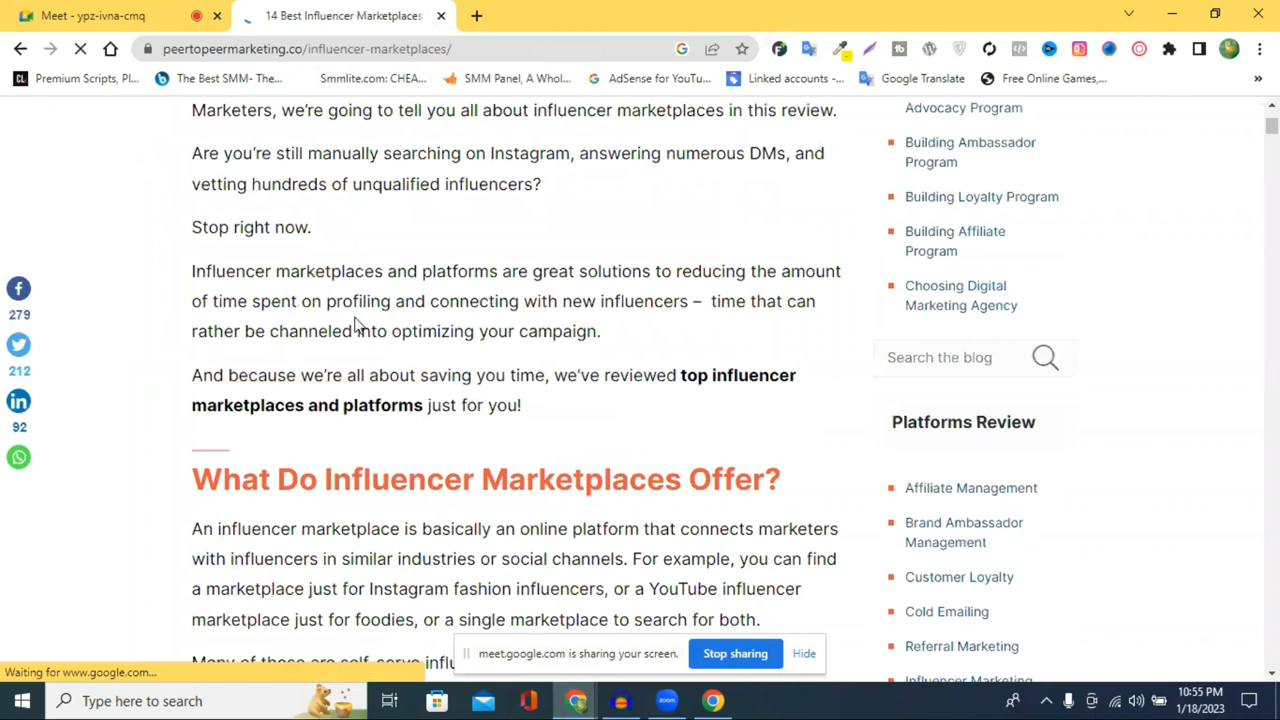 Meet - ypz-ivna-cmq
14 Best Influencer Marketplaces
peertopeermarketing.co/influencer-marketplaces/
Premium Scripts, Pl...
The Best SMM- The...
Smmlite.com: CHEA...
SMM Panel, A Whol...
AdSense for YouTu...
Linked accounts -...
Google Translate
Free Online Games,...
Marketers, we're going to tell you all about influencer marketplaces in this review.
Are you're still manually searching on Instagram, answering numerous DMs, and
vetting hundreds of unqualified influencers?
Stop right now.
Influencer marketplaces and platforms are great solutions to reducing the amount
of time spent on profiling and connecting with new influencers – time that can
rather be channeled into optimizing your campaign.
And because we're all about saving you time, we've reviewed top influencer
marketplaces and platforms just for you!
What Do Influencer Marketplaces Offer?
An influencer marketplace is basically an online platform that connects marketers
with influencers in similar industries or social channels. For example, you can find
a marketplace just for Instagram fashion influencers, or a YouTube influencer
marketplace just for foodies, or a single marketplace to search for both.
Many of these are self-serve influ
279
212
92
Advocacy Program
Building Ambassador
Program
Building Loyalty Program
Building Affiliate
Program
Choosing Digital
Marketing Agency
Search the blog
Platforms Review
Affiliate Management
Brand Ambassador
Management
Customer Loyalty
Cold Emailing
Referral Marketing
Influencer Marketing
meet.google.com is sharing your screen.
Stop sharing
Hide
Waiting for www.google.com...
Type here to search
zoom
10:55 PM
1/18/2023